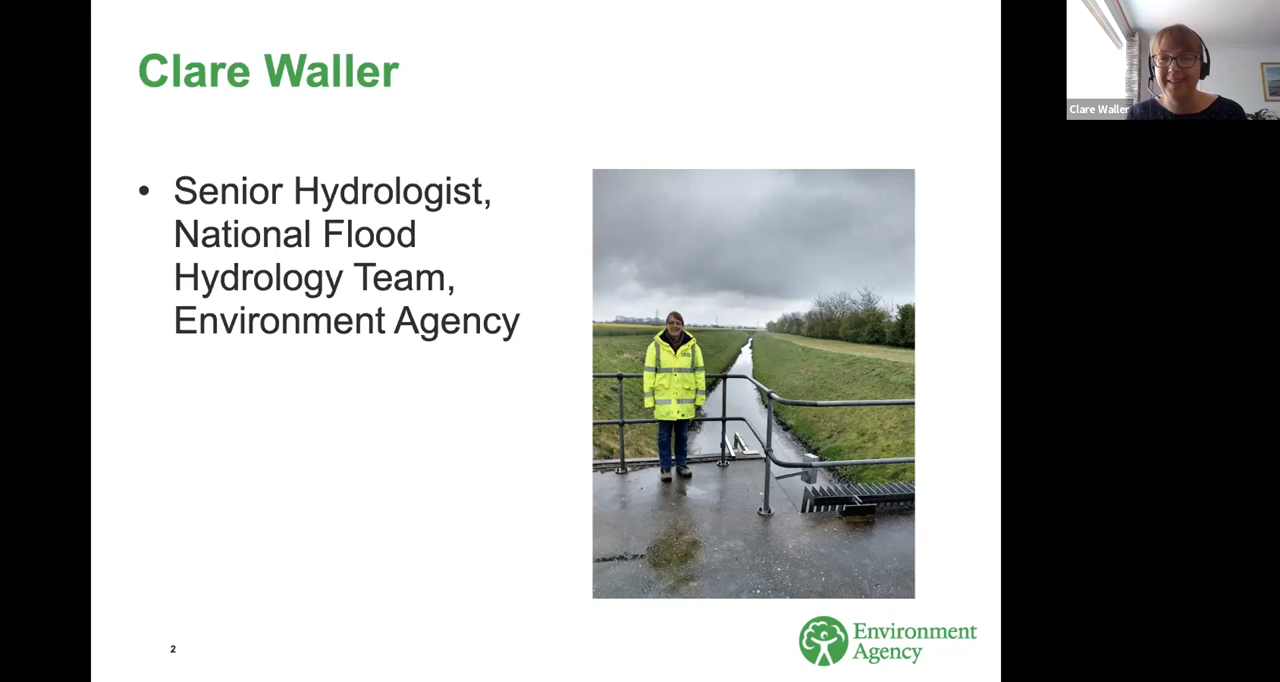 Clare Waller
• Senior Hydrologist,
National Flood
Hydrology Team,
Environment Agency
2
Environment
Agency
Clare Waller